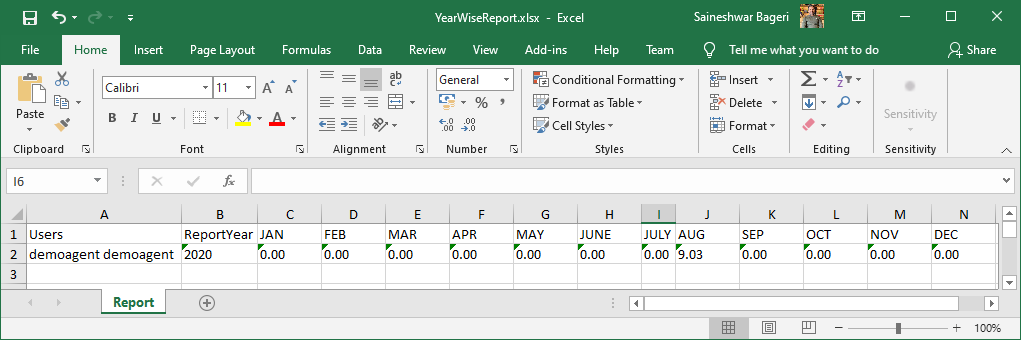 YearWiseReport.xlsx - Excel
Saineshwar Bageri
File Home Insert Page Layout Formulas Data Review View Add-ins Help Team Tell me what you want to do Share
Paste
Calibri 11
B I U
A A
ab
General
% ,
Conditional Formatting
Format as Table
Cell Styles
Insert
Delete
Format
Sensitivity
Clipboard Font Alignment Number Styles Cells Editing Sensitivity
I6 fx
A B C D E F G H I J K L M N
1 Users ReportYear JAN FEB MAR APR MAY JUNE JULY AUG SEP OCT NOV DEC
2 demoagent demoagent 2020 0.00 0.00 0.00 0.00 0.00 0.00 0.00 9.03 0.00 0.00 0.00 0.00
3
Report
100%